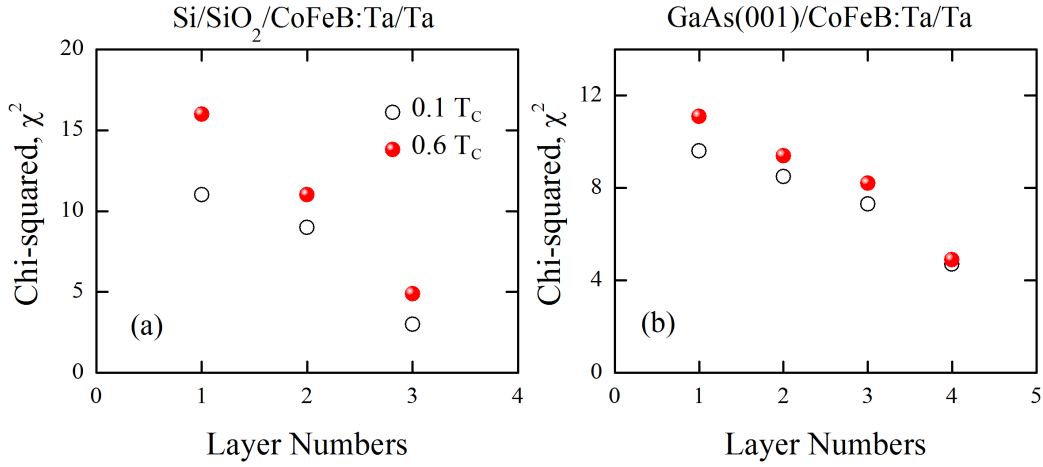 Si/SiO₂/CoFeB:Ta/Ta
20
15
10
5
0
0 1 2 3 4
Chi-squared, χ²
Layer Numbers
0.1 T_C
0.6 T_C
(a)
GaAs(001)/CoFeB:Ta/Ta
12
8
4
0
0 1 2 3 4 5
Chi-squared, χ²
Layer Numbers
(b)